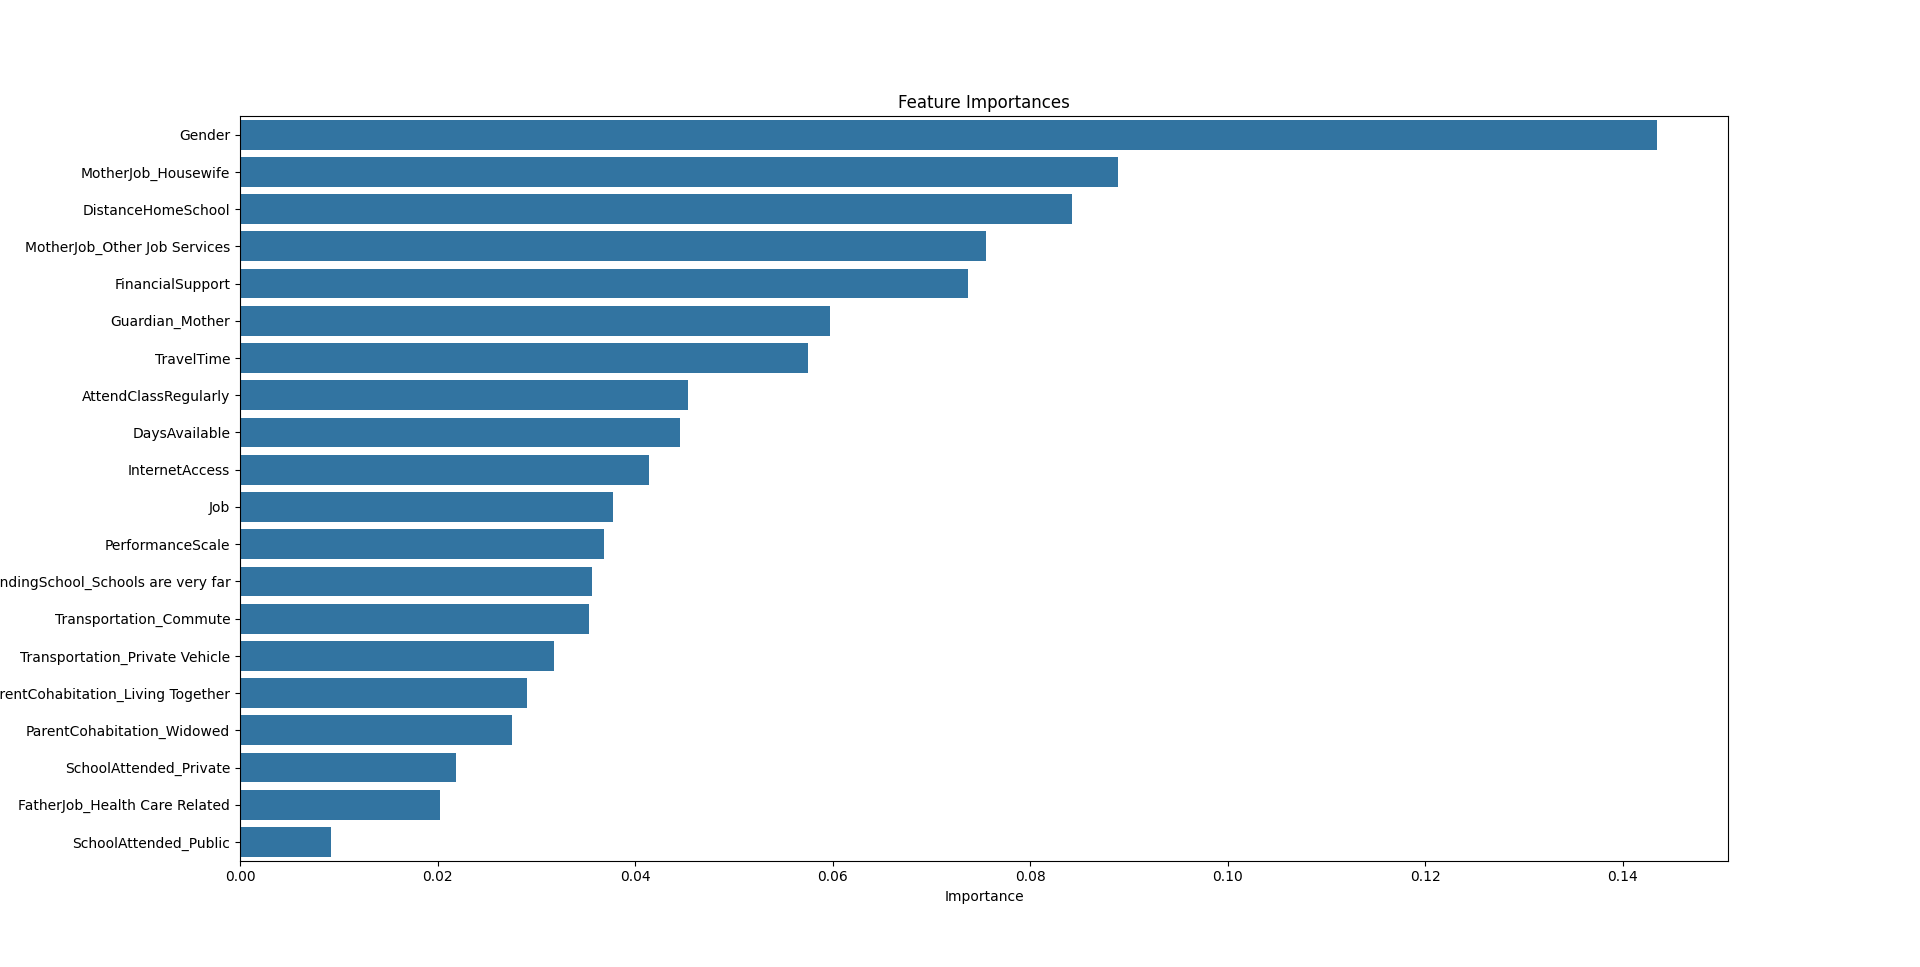 Feature Importances
Gender
MotherJob_Housewife
DistanceHomeSchool
MotherJob_Other Job Services
FinancialSupport
Guardian_Mother
TravelTime
AttendClassRegularly
DaysAvailable
InternetAccess
Job
PerformanceScale
ndingSchool_Schools are very far
Transportation_Commute
Transportation_Private Vehicle
rentCohabitation_Living Together
ParentCohabitation_Widowed
SchoolAttended_Private
FatherJob_Health Care Related
SchoolAttended_Public
0.00 0.02 0.04 0.06 0.08 0.10 0.12 0.14
Importance